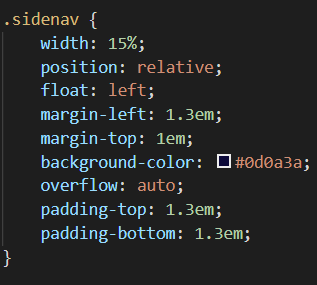 .sidenav {
    width: 15%;
    position: relative;
    float: left;
    margin-left: 1.3em;
    margin-top: 1em;
    background-color: #0d0a3a;
    overflow: auto;
    padding-top: 1.3em;
    padding-bottom: 1.3em;
}